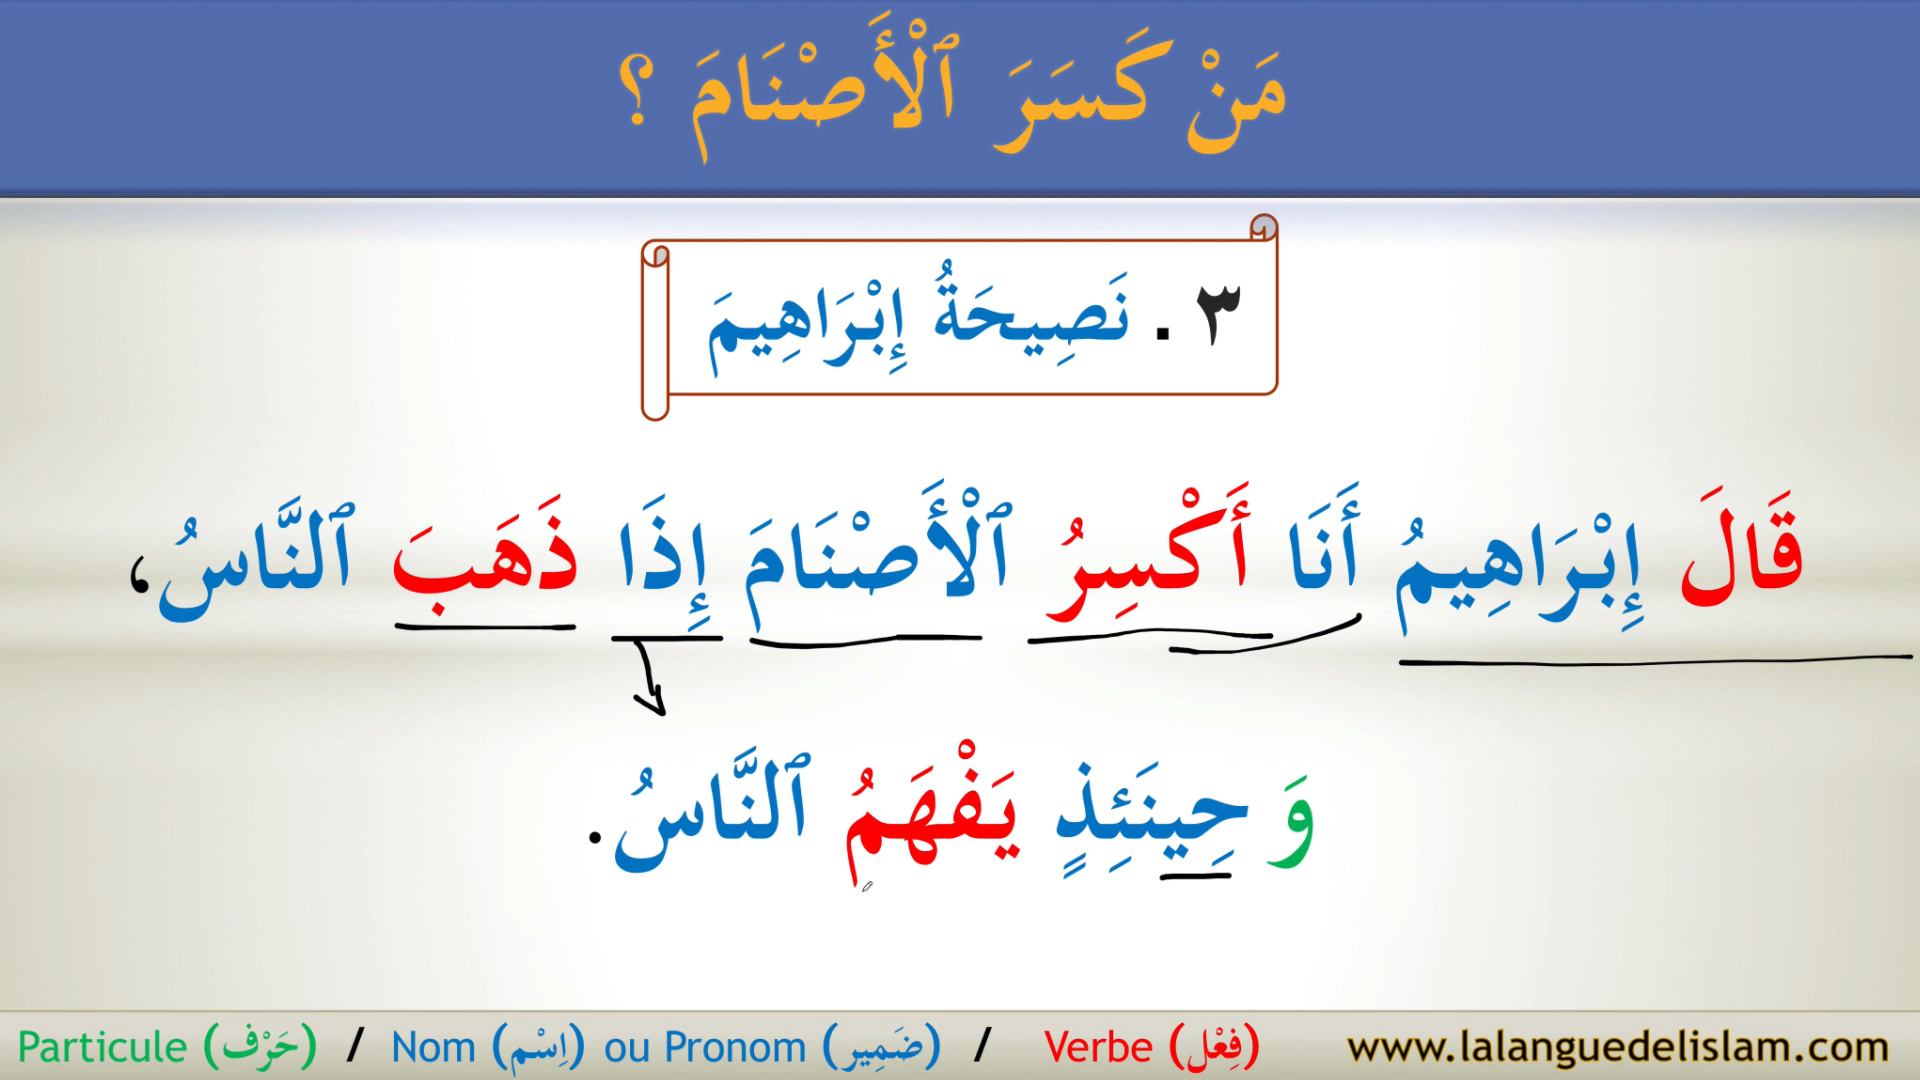 مَنْ كَسَرَ ٱلْأَصْنَامَ ؟
٣ . نَصِيحَةُ إِبْرَاهِيمَ
قَالَ إِبْرَاهِيمُ أَنَا أَكْسِرُ ٱلْأَصْنَامَ إِذَا ذَهَبَ ٱلنَّاسُ،
وَ حِينَئِذٍ يَفْهَمُ ٱلنَّاسُ.
Particule (حَرْف) / Nom (اِسْم) ou Pronom (ضَمِير) / Verbe (فِعْل) www.lalanguedelislam.com